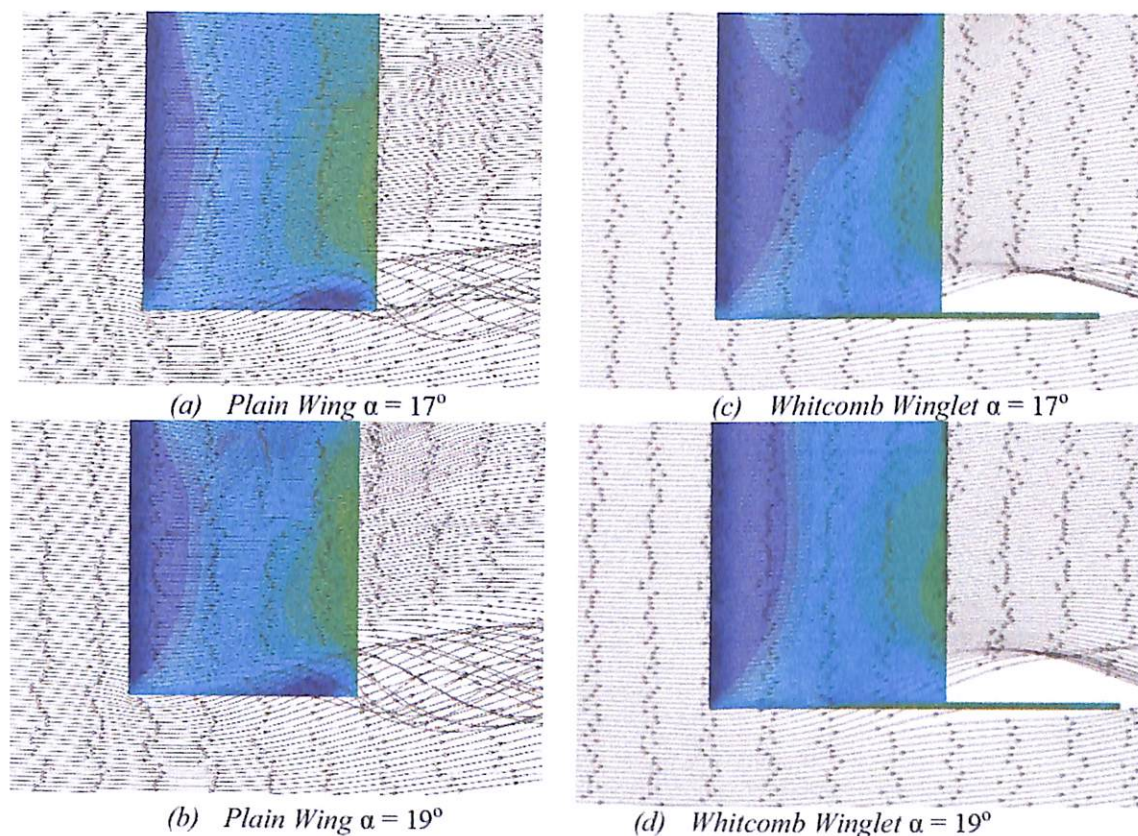 (a) Plain Wing α = 17°
(c) Whitcomb Winglet α = 17°
(b) Plain Wing α = 19°
(d) Whitcomb Winglet α = 19°